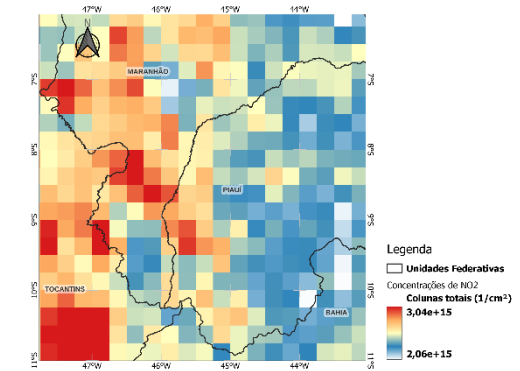 N
47°W 46°W 45°W 44°W
MARANHÃO
7°S 7°S
8°S 8°S
PIAUÍ
9°S 9°S
TOCANTINS
10°S 10°S
BAHIA
11°S 11°S
47°W 46°W 45°W 44°W
Legenda
Unidades Federativas
Concentrações de NO2
Colunas totais (1/cm²)
3,04e+15
2,06e+15